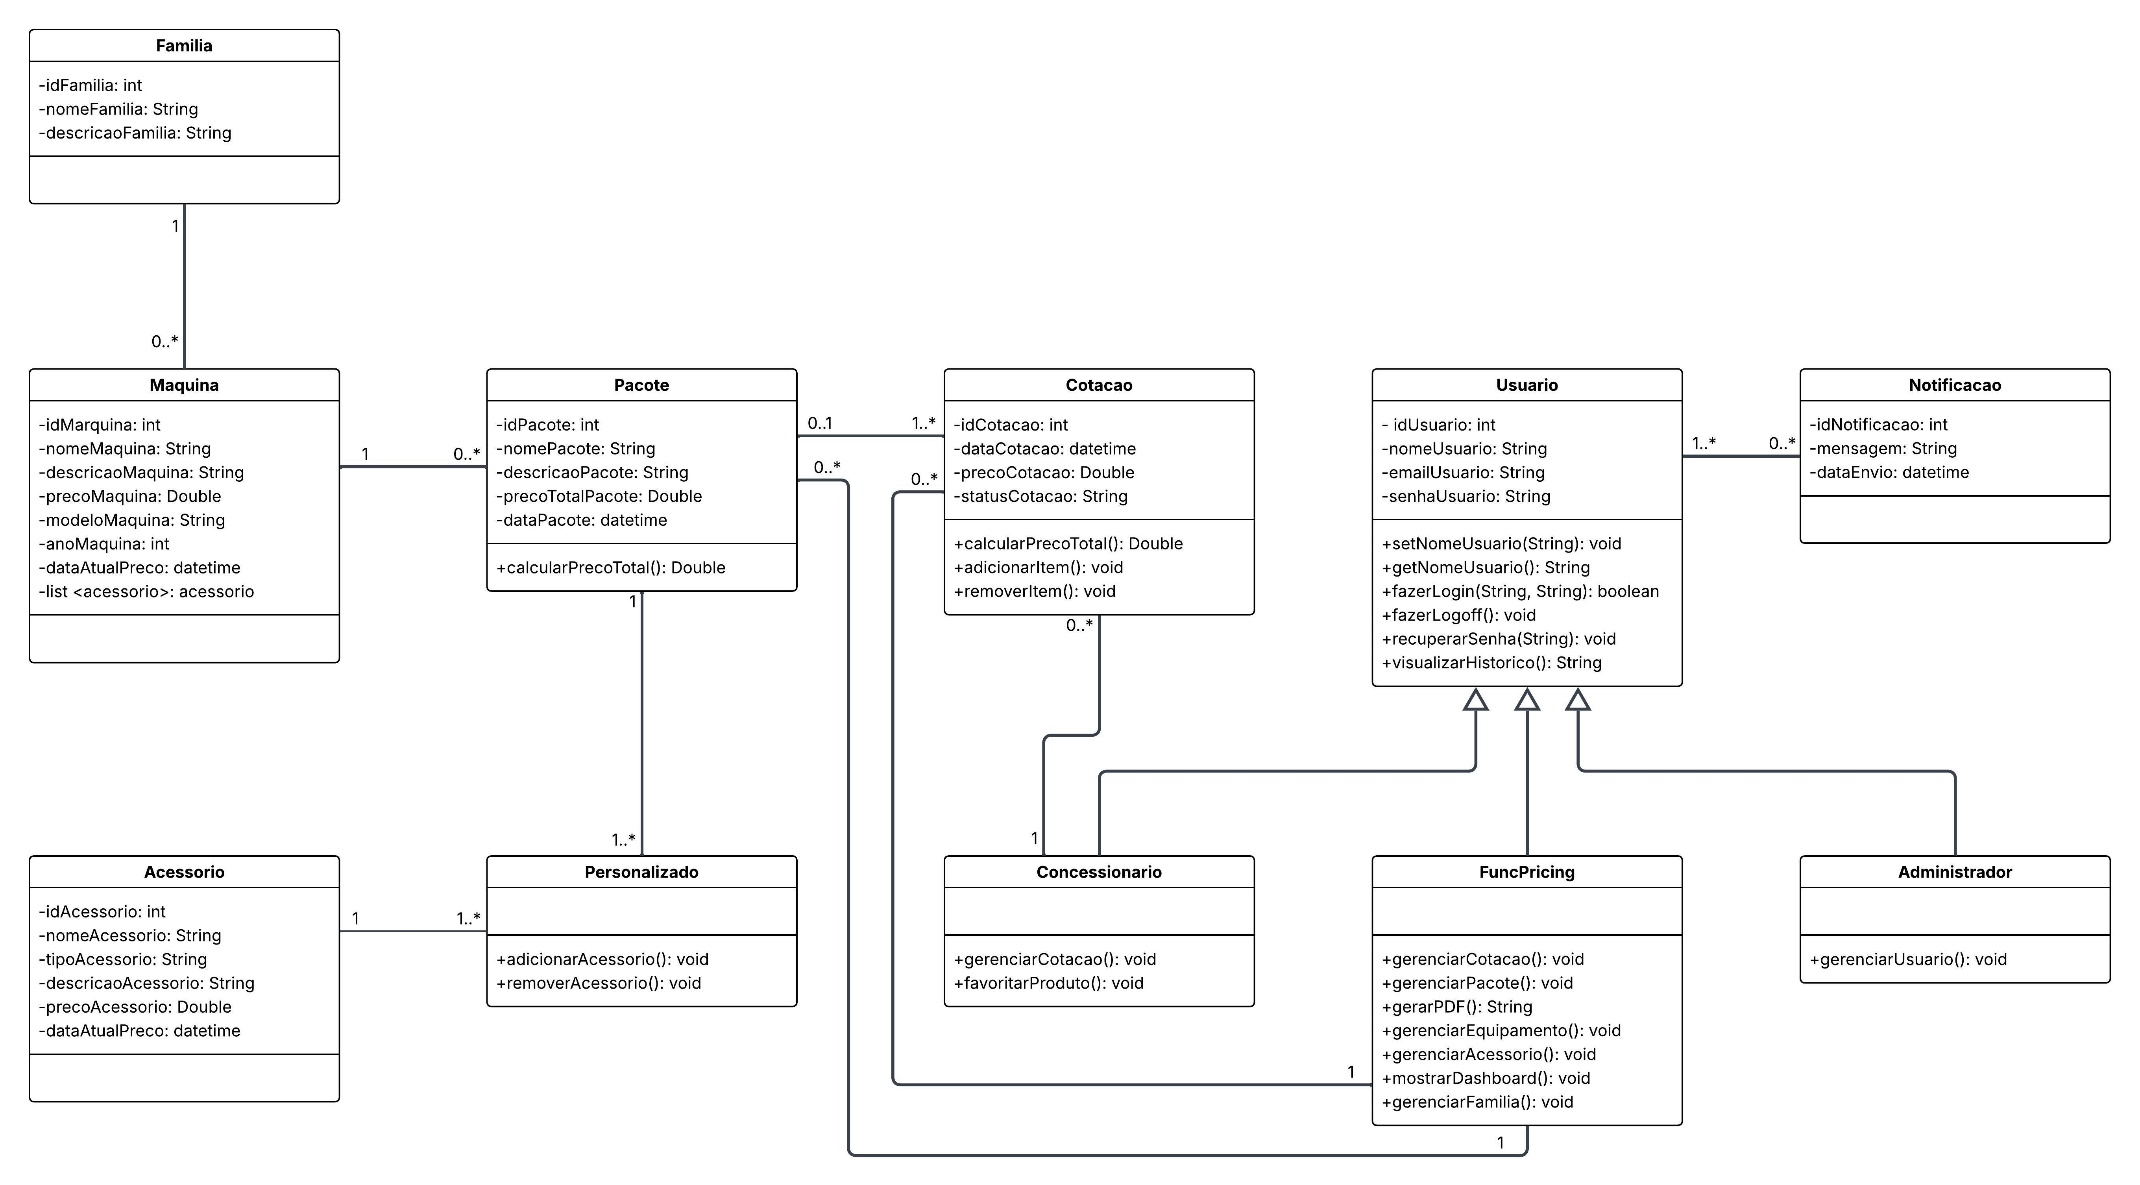 Familia
-idFamilia: int
-nomeFamilia: String
-descricaoFamilia: String
1
0..*
Maquina
-idMarquina: int
-nomeMaquina: String
-descricaoMaquina: String
-precoMaquina: Double
-modeloMaquina: String
-anoMaquina: int
-dataAtualPreco: datetime
-list <acessorio>: acessorio
1
0..*
Pacote
-idPacote: int
-nomePacote: String
-descricaoPacote: String
-precoTotalPacote: Double
-dataPacote: datetime
+calcularPrecoTotal(): Double
0..1
1..*
0..*
0..*
1
1..*
Cotacao
-idCotacao: int
-dataCotacao: datetime
-precoCotacao: Double
-statusCotacao: String
+calcularPrecoTotal(): Double
+adicionarItem(): void
+removerItem(): void
0..*
1
Usuario
- idUsuario: int
-nomeUsuario: String
-emailUsuario: String
-senhaUsuario: String
+setNomeUsuario(String): void
+getNomeUsuario(): String
+fazerLogin(String, String): boolean
+fazerLogoff(): void
+recuperarSenha(String): void
+visualizarHistorico(): String
1..*
0..*
Notificacao
-idNotificacao: int
-mensagem: String
-dataEnvio: datetime
Acessorio
-idAcessorio: int
-nomeAcessorio: String
-tipoAcessorio: String
-descricaoAcessorio: String
-precoAcessorio: Double
-dataAtualPreco: datetime
1
1..*
Personalizado
+adicionarAcessorio(): void
+removerAcessorio(): void
Concessionario
+gerenciarCotacao(): void
+favoritarProduto(): void
1
FuncPricing
+gerenciarCotacao(): void
+gerenciarPacote(): void
+gerarPDF(): String
+gerenciarEquipamento(): void
+gerenciarAcessorio(): void
+mostrarDashboard(): void
+gerenciarFamilia(): void
1
Administrador
+gerenciarUsuario(): void